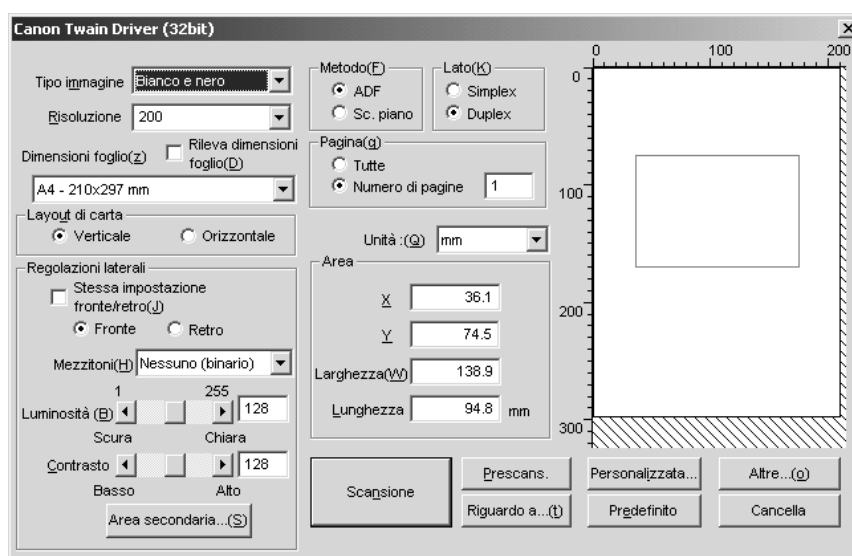 Canon Twain Driver (32bit)
Tipo immagine Bianco e nero
Risoluzione 200
Dimensioni foglio(z) Rileva dimensioni foglio(D)
A4 - 210x297 mm
Layout di carta
Verticale Orizzontale
Regolazioni laterali
Stessa impostazione
fronte/retro(J)
Fronte Retro
Mezzitoni(H) Nessuno (binario)
1 255
Luminosità (B) 128
Scura Chiara
Contrasto 128
Basso Alto
Area secondaria...(S)
Metodo(F)
ADF
Sc. piano
Lato(K)
Simplex
Duplex
Pagina(g)
Tutte
Numero di pagine 1
Unità :(Q) mm
Area
X 36.1
Y 74.5
Larghezza(W) 138.9
Lunghezza 94.8 mm
Scansione
Prescans.
Riguardo a...(t)
Personalizzata...
Predefinito
Altre...(o)
Cancella
0 100 200
0
100
200
300